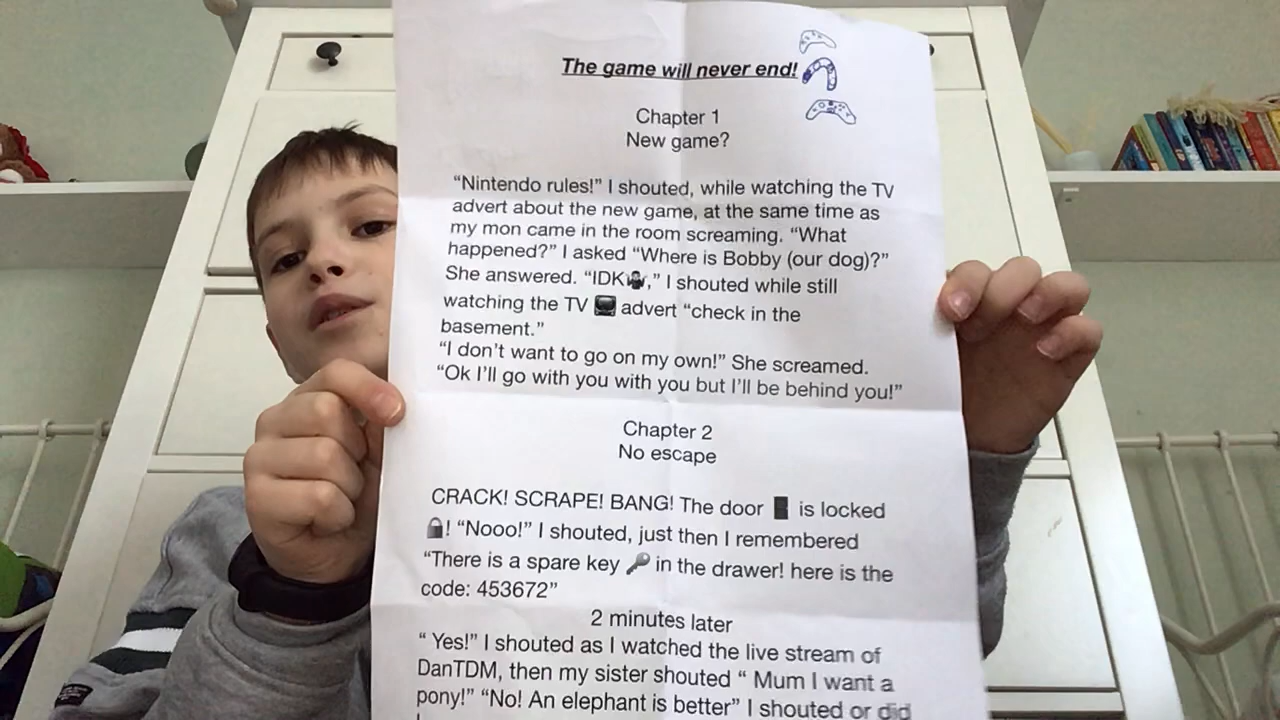 The game will never end!
Chapter 1
New game?
“Nintendo rules!” I shouted, while watching the TV
advert about the new game, at the same time as
my mon came in the room screaming. “What
happened?” I asked “Where is Bobby (our dog)?”
She answered. “IDK🤷‍♂️,” I shouted while still
watching the TV 📺 advert “check in the
basement.”
“I don’t want to go on my own!” She screamed.
“Ok I’ll go with you with you but I’ll be behind you!”
Chapter 2
No escape
CRACK! SCRAPE! BANG! The door 🚪 is locked
🔒! “Nooo!” I shouted, just then I remembered
“There is a spare key 🔑 in the drawer! here is the
code: 453672”
2 minutes later
“ Yes!” I shouted as I watched the live stream of
DanTDM, then my sister shouted “ Mum I want a
pony!” “No! An elephant is better” I shouted or did